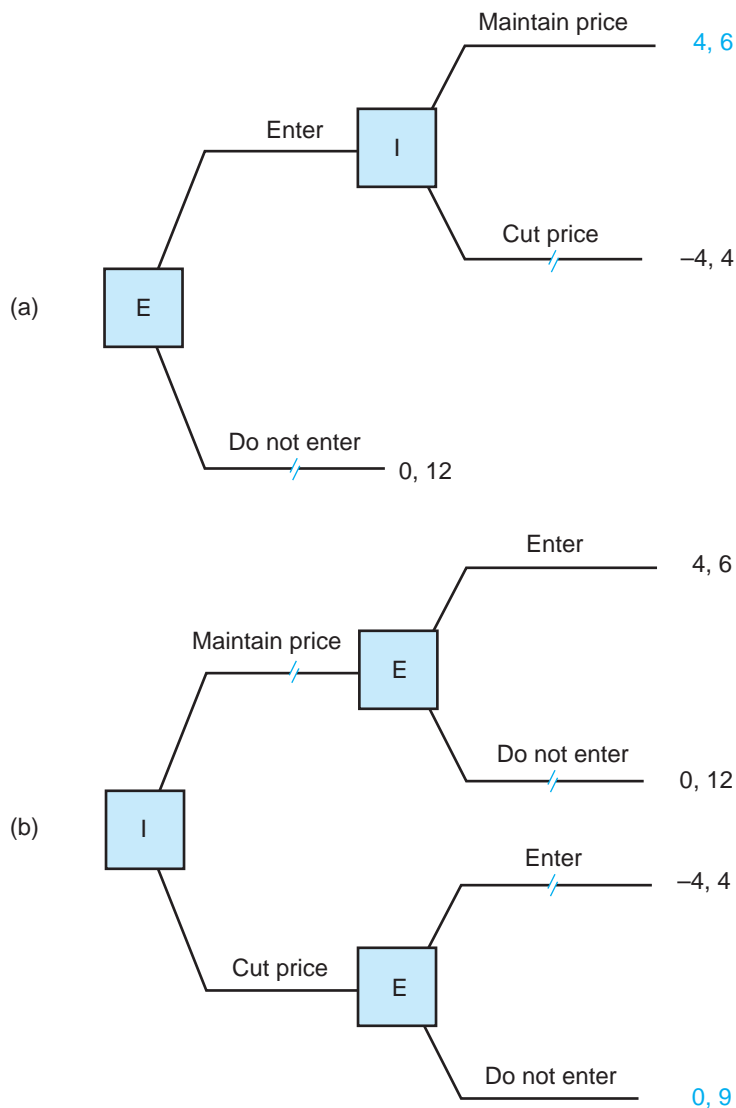 Maintain price
4, 6
Enter
I
Cut price
–4, 4
(a)
E
Do not enter
0, 12
Enter
4, 6
Maintain price
E
Do not enter
0, 12
(b)
I
Enter
–4, 4
Cut price
E
Do not enter
0, 9